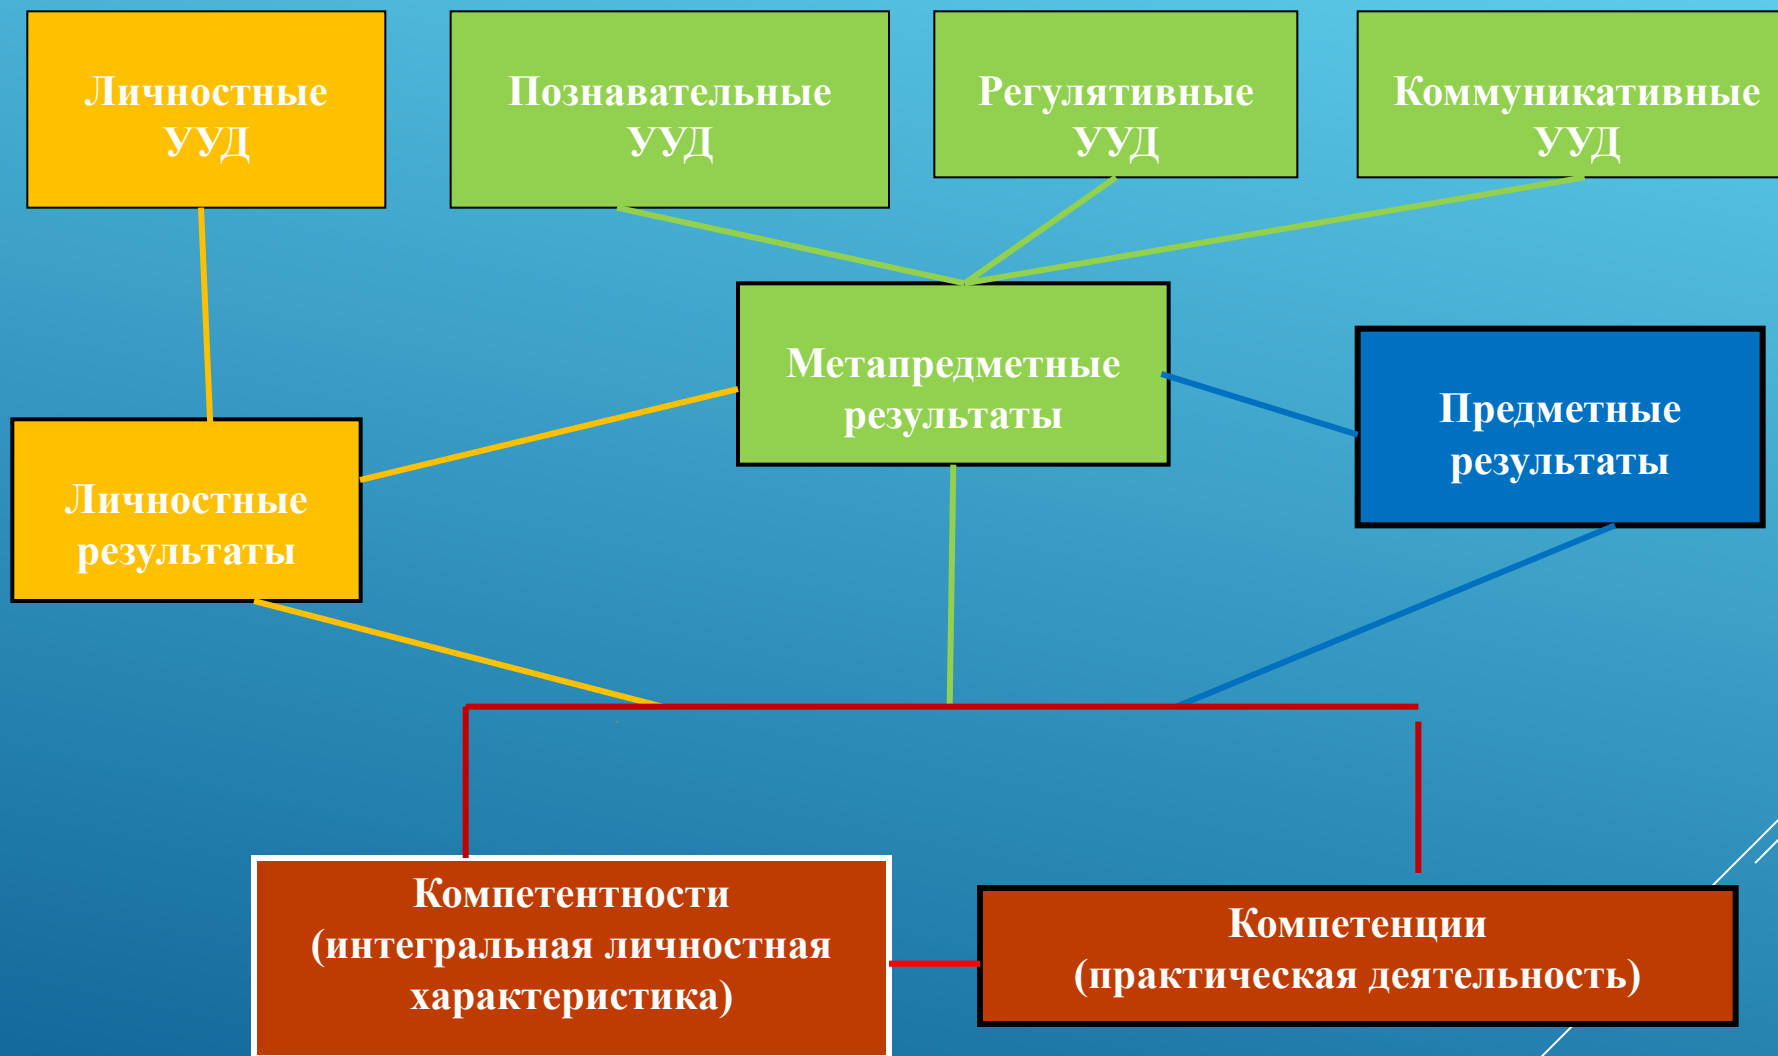 Личностные
УУД
Познавательные
УУД
Регулятивные
УУД
Коммуникативные
УУД
Метапредметные
результаты
Предметные
результаты
Личностные
результаты
Компетентности
(интегральная личностная
характеристика)
Компетенции
(практическая деятельность)